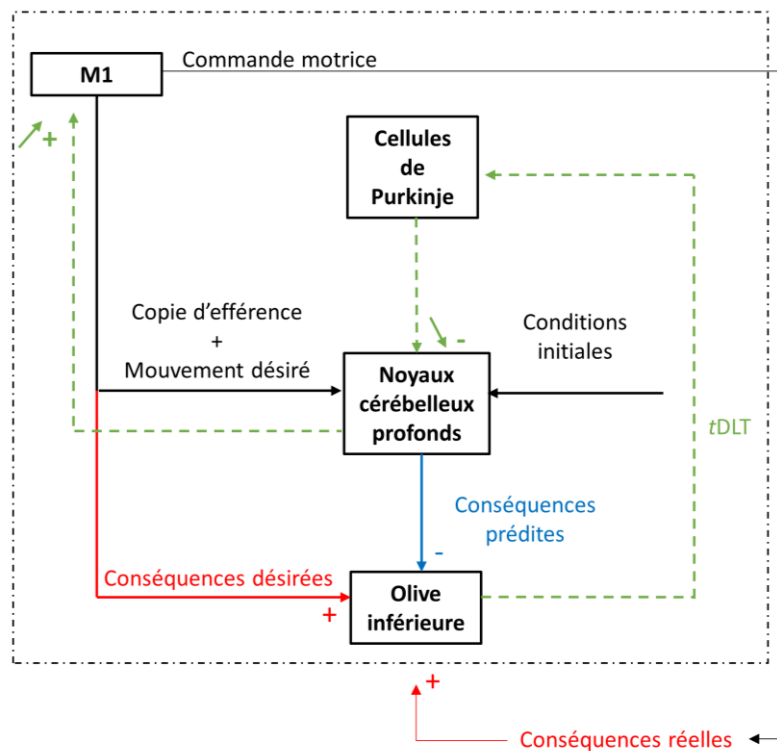 M1
Commande motrice
+
Cellules
de
Purkinje
Copie d’efférence
+
Mouvement désiré
-
Conditions
initiales
Noyaux
cérébelleux
profonds
tDLT
Conséquences
prédites
-
Conséquences désirées
+
Olive
inférieure
+
Conséquences réelles